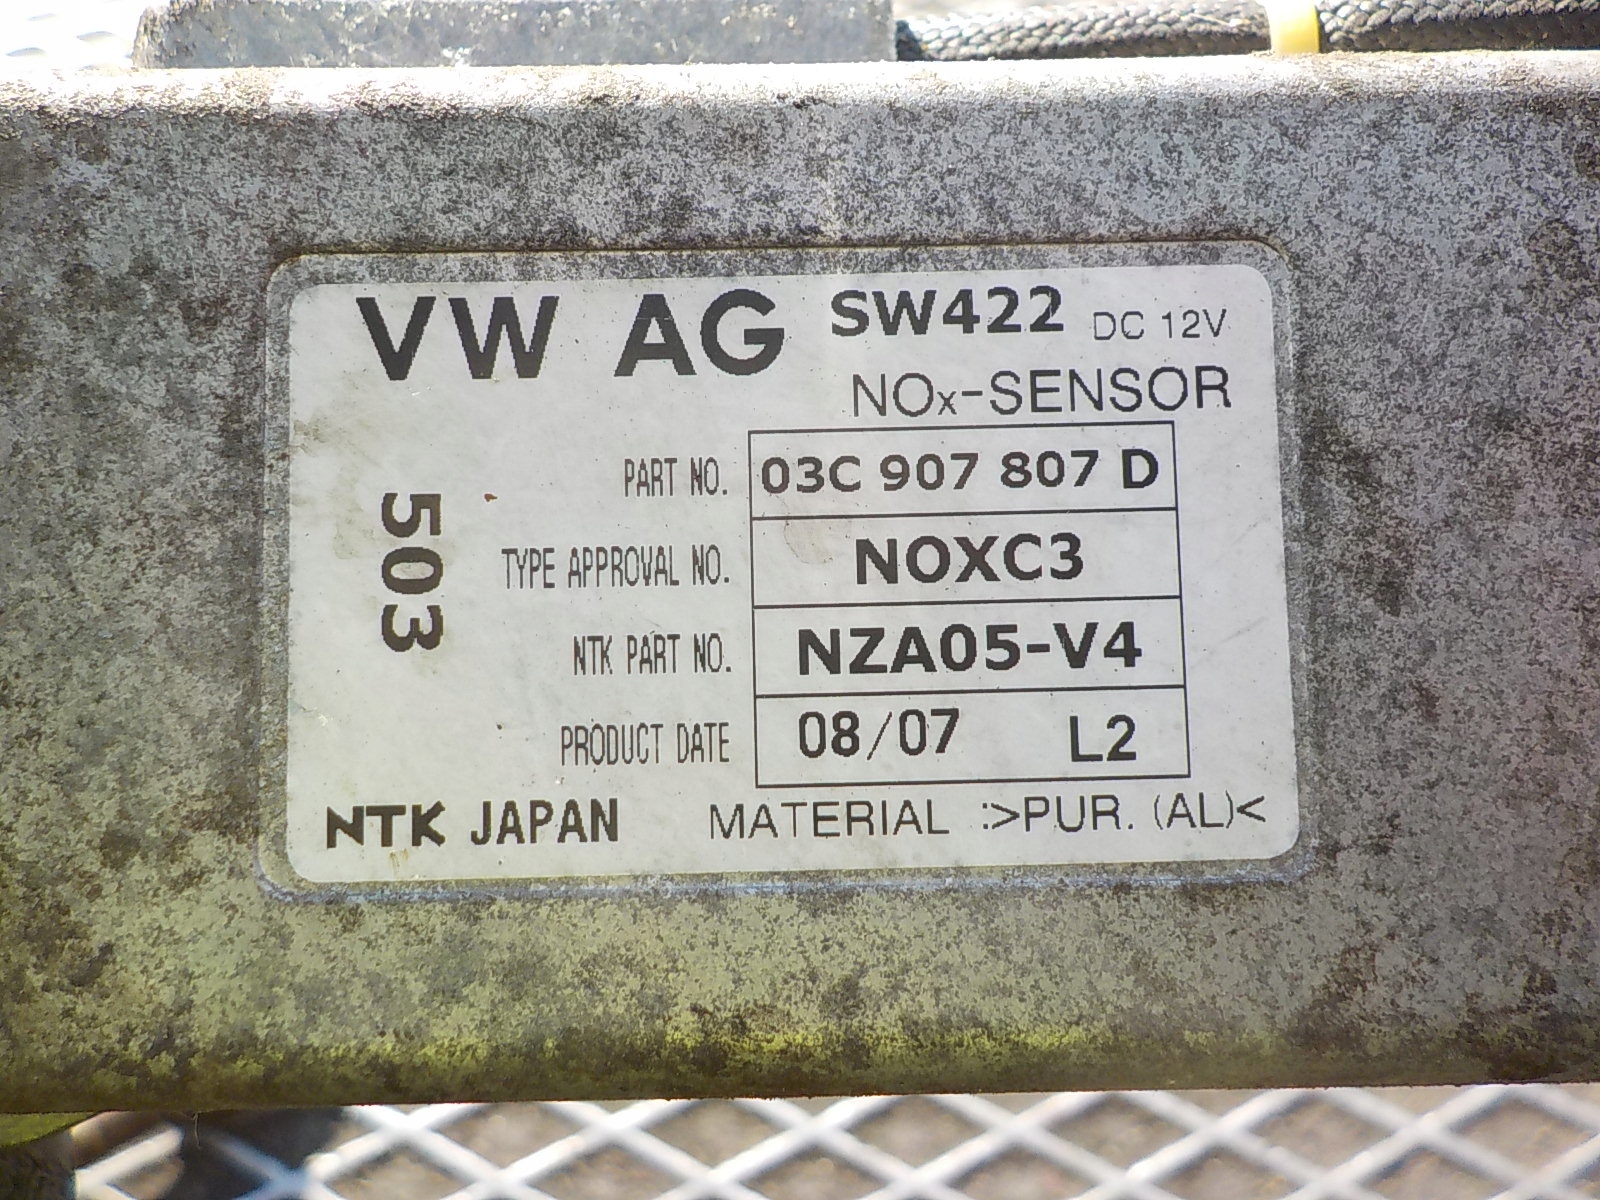 VW AG SW422 DC 12V
NOx-SENSOR
PART NO. 03C 907 807 D
503
TYPE APPROVAL NO. NOXC3
NTK PART NO. NZA05-V4
PRODUCT DATE 08/07 L2
NTK JAPAN MATERIAL :>PUR. (AL)<